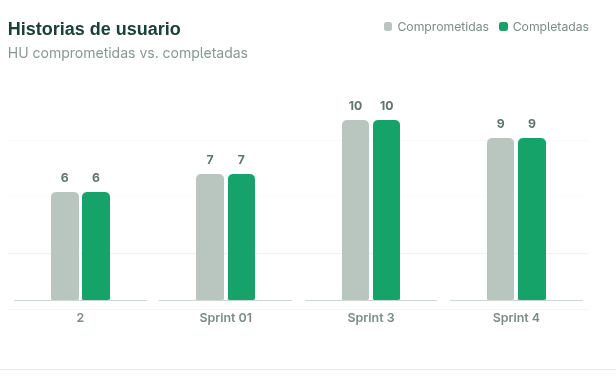 Historias de usuario
HU comprometidas vs. completadas
Comprometidas
Completadas
6 6
7 7
10 10
9 9
2
Sprint 01
Sprint 3
Sprint 4